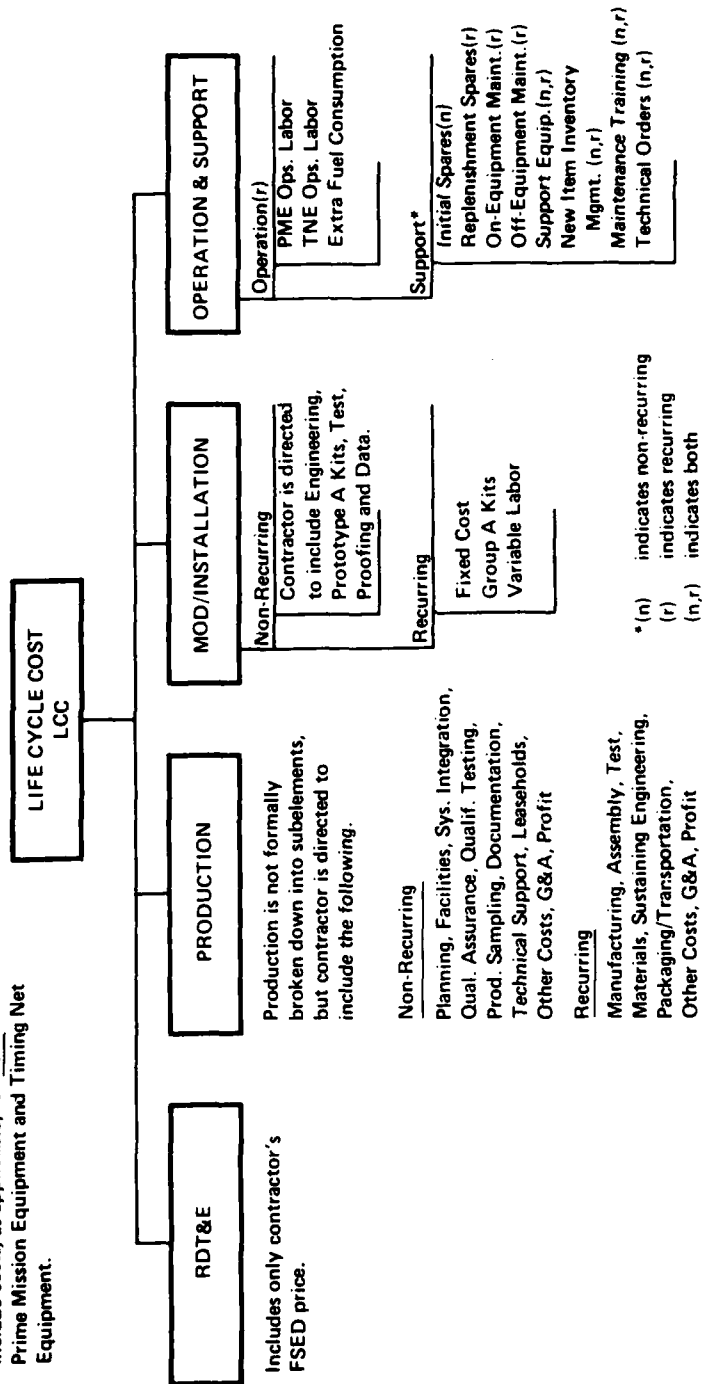 Prime Mission Equipment and Timing Net
Equipment.
LIFE CYCLE COST
LCC
RDT&E
Includes only contractor's
FSED price.
PRODUCTION
Production is not formally
broken down into subelements,
but contractor is directed to
include the following.
Non-Recurring
Planning, Facilities, Sys. Integration,
Qual. Assurance, Qualif. Testing,
Prod. Sampling, Documentation,
Technical Support, Leaseholds,
Other Costs, G&A, Profit
Recurring
Manufacturing, Assembly, Test,
Materials, Sustaining Engineering,
Packaging/Transportation,
Other Costs, G&A, Profit
MOD/INSTALLATION
Non-Recurring
Contractor is directed
to include Engineering,
Prototype A Kits, Test,
Proofing and Data.
Recurring
Fixed Cost
Group A Kits
Variable Labor
OPERATION & SUPPORT
Operation(r)
PME Ops. Labor
TNE Ops. Labor
Extra Fuel Consumption
Support*
Initial Spares(n)
Replenishment Spares(r)
On-Equipment Maint.(r)
Off-Equipment Maint.(r)
Support Equip.(n,r)
New Item Inventory
Mgmt. (n,r)
Maintenance Training (n,r)
Technical Orders (n,r)
*(n) indicates non-recurring
(r) indicates recurring
(n,r) indicates both